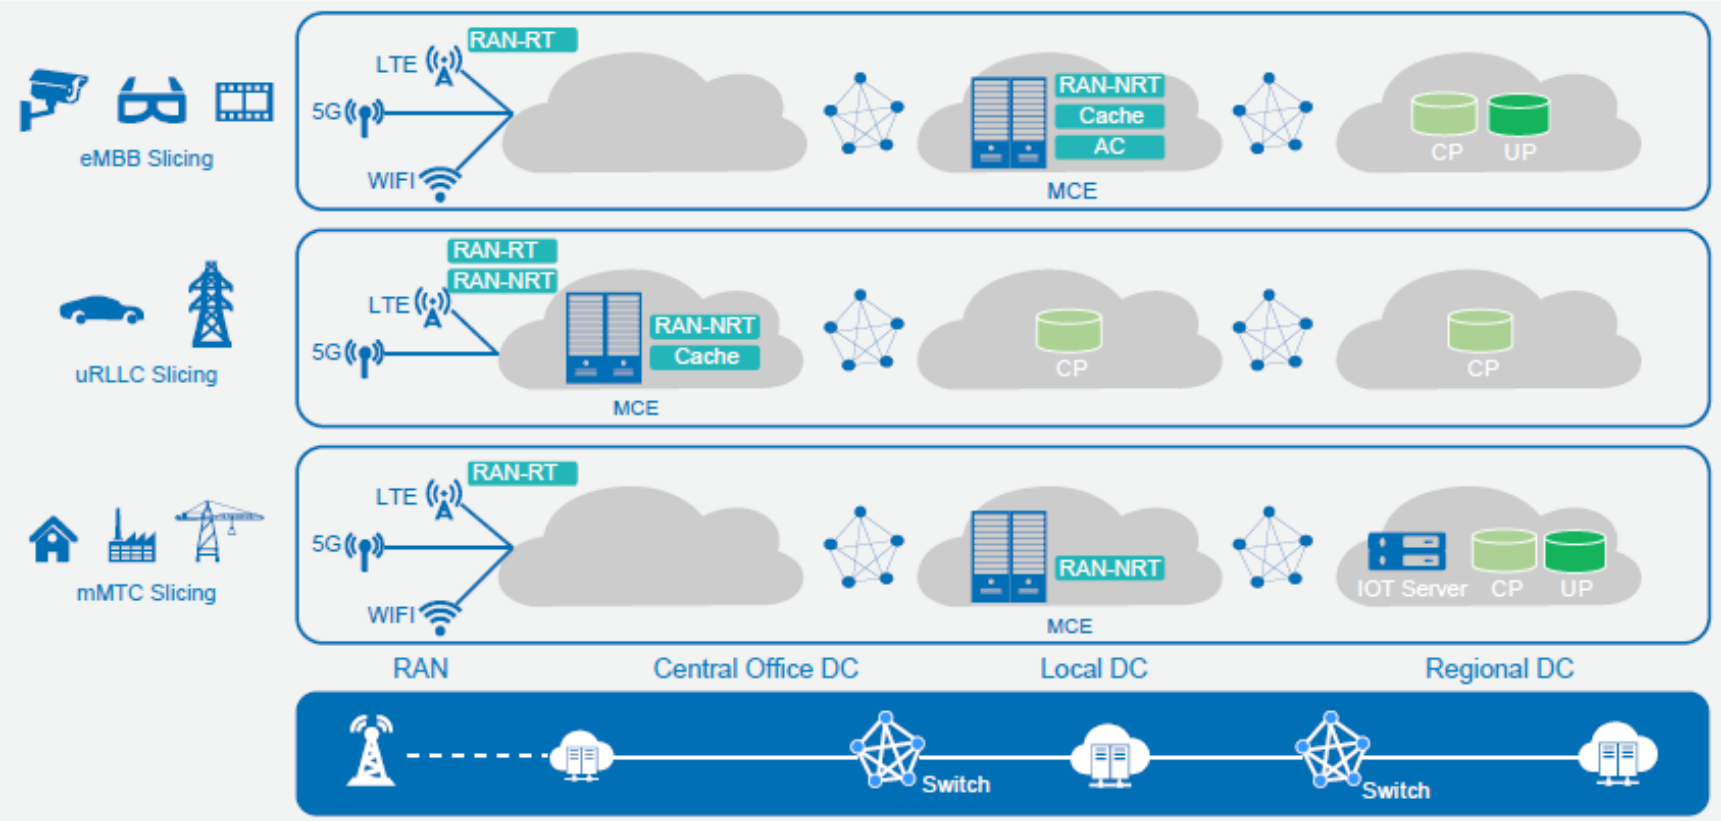 RAN-RT
LTE
5G
WIFI
RAN-NRT
Cache
AC
MCE
CP UP
eMBB Slicing
RAN-RT
RAN-NRT
LTE
5G
RAN-NRT
Cache
MCE
CP
CP
uRLLC Slicing
RAN-RT
LTE
5G
WIFI
RAN-NRT
MCE
IOT Server CP UP
mMTC Slicing
RAN Central Office DC Local DC Regional DC
Switch
Switch